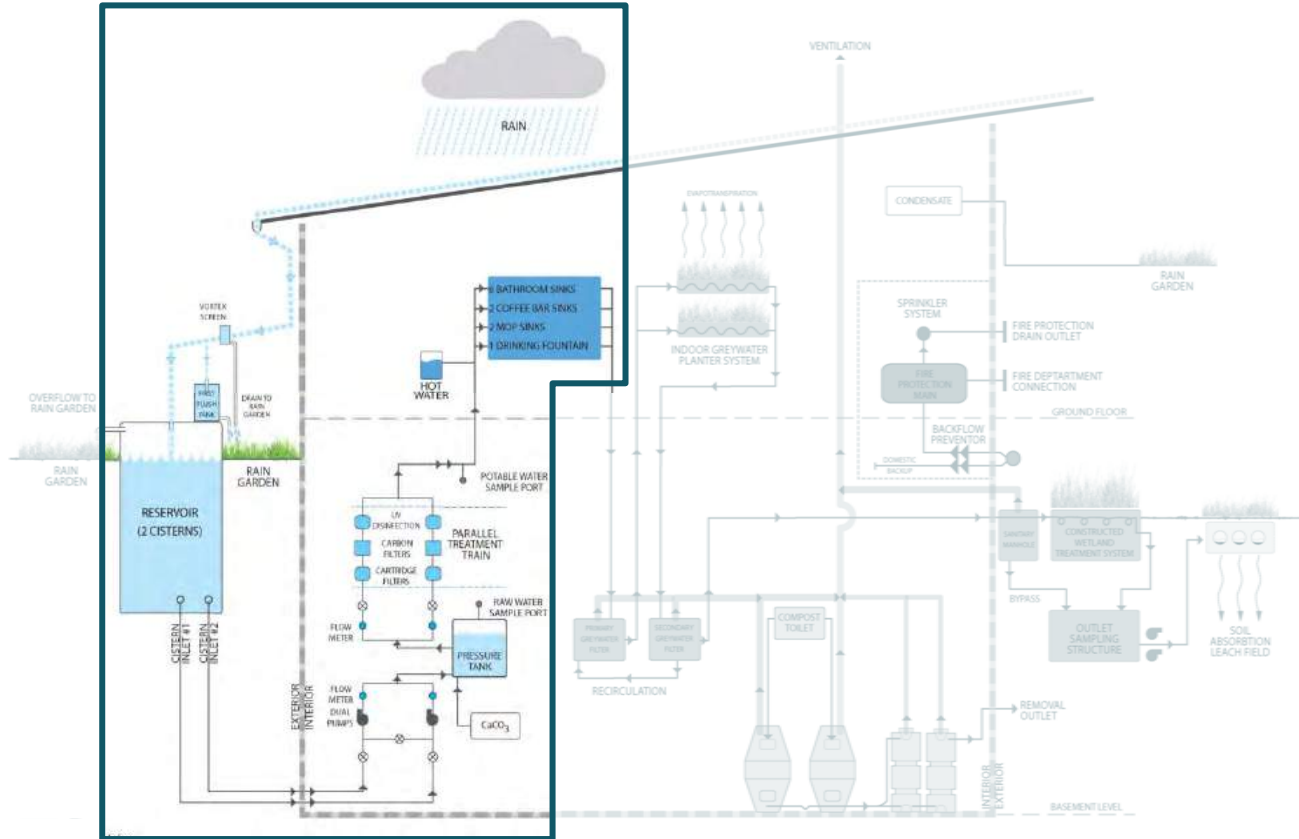 VENTILATION
RAIN
EVAPOTRANSPIRATION
CONDENSATE
RAIN
GARDEN
6 BATHROOM SINKS
2 COFFEE BAR SINKS
2 MOP SINKS
1 DRINKING FOUNTAIN
HOT
WATER
VORTEX
SCREEN
FIRST
FLUSH
TANK
DRAIN TO
RAIN
GARDEN
OVERFLOW TO
RAIN GARDEN
RAIN
GARDEN
RAIN
GARDEN
RESERVOIR
(2 CISTERNS)
CISTERN
INLET #1
CISTERN
INLET #2
EXTERIOR
INTERIOR
POTABLE WATER
SAMPLE PORT
UV
DISINFECTION
CARBON
FILTERS
CARTRIDGE
FILTERS
PARALLEL
TREATMENT
TRAIN
RAW WATER
SAMPLE PORT
FLOW
METER
PRESSURE
TANK
FLOW
METER
DUAL
PUMPS
CaCO3
INDOOR GREYWATER
PLANTER SYSTEM
SPRINKLER
SYSTEM
FIRE PROTECTION
DRAIN OUTLET
FIRE
PROTECTION
MAIN
FIRE DEPTARTMENT
CONNECTION
GROUND FLOOR
BACKFLOW
PREVENTOR
DOMESTIC
BACKUP
SANITARY
MANHOLE
CONSTRUCTED
WETLAND
TREATMENT SYSTEM
BYPASS
OUTLET
SAMPLING
STRUCTURE
SOIL
ABSORBTION
LEACH FIELD
PRIMARY
GREYWATER
FILTER
SECONDARY
GREYWATER
FILTER
RECIRCULATION
COMPOST
TOILET
REMOVAL
OUTLET
INTERIOR
EXTERIOR
BASEMENT LEVEL